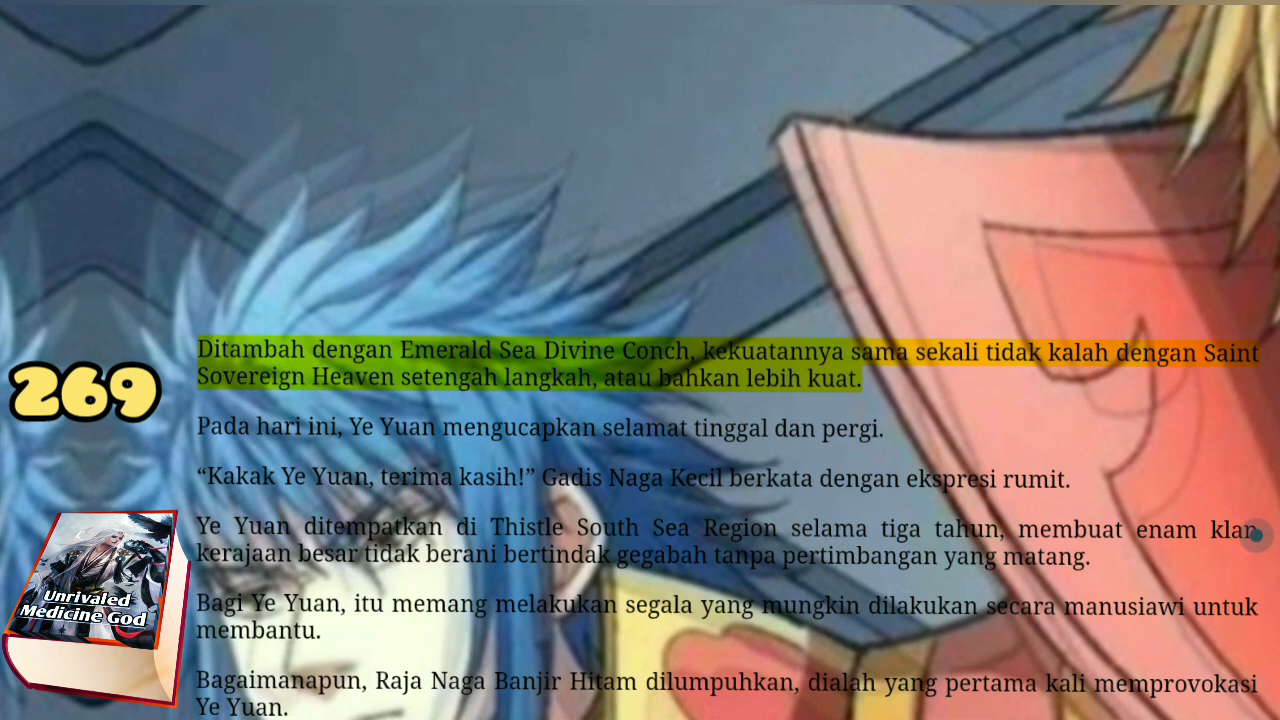 Ditambah dengan Emerald Sea Divine Conch, kekuatannya sama sekali tidak kalah dengan Saint
Sovereign Heaven setengah langkah, atau bahkan lebih kuat.
Pada hari ini, Ye Yuan mengucapkan selamat tinggal dan pergi.
“Kakak Ye Yuan, terima kasih!” Gadis Naga Kecil berkata dengan ekspresi rumit.
Ye Yuan ditempatkan di Thistle South Sea Region selama tiga tahun, membuat enam klan
kerajaan besar tidak berani bertindak gegabah tanpa pertimbangan yang matang.
Bagi Ye Yuan, itu memang melakukan segala yang mungkin dilakukan secara manusiawi untuk
membantu.
Bagaimanapun, Raja Naga Banjir Hitam dilumpuhkan, dialah yang pertama kali memprovokasi
Ye Yuan.
269
Unrivaled
Medicine God